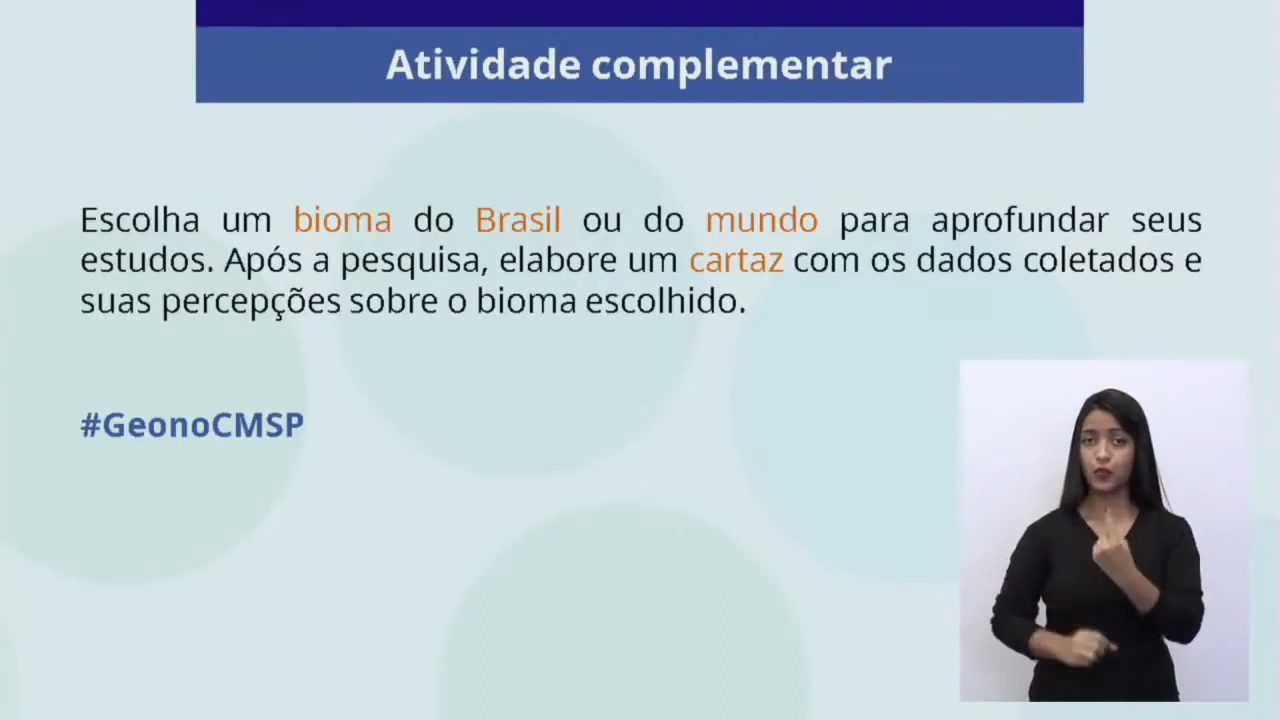 Atividade complementar
Escolha um bioma do Brasil ou do mundo para aprofundar seus
estudos. Após a pesquisa, elabore um cartaz com os dados coletados e
suas percepções sobre o bioma escolhido.
#GeonoCMSP